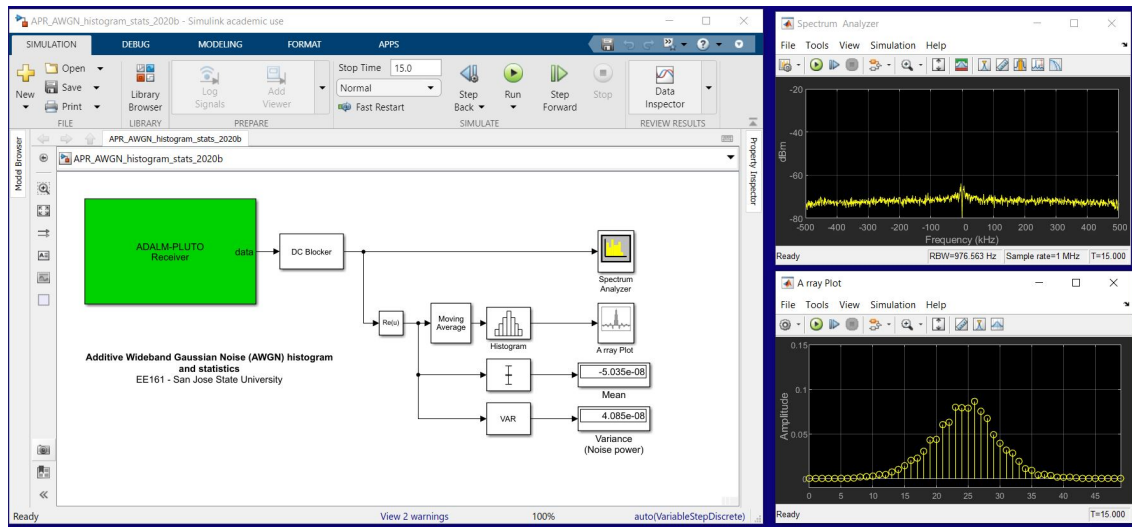 APR_AWGN_histogram_stats_2020b - Simulink academic use
SIMULATION DEBUG MODELING FORMAT APPS
New
Open
Save
Print
FILE
Library
Browser
LIBRARY
Log
Signals
Add
Viewer
PREPARE
Stop Time 15.0
Normal
Fast Restart
Step
Back
Run
Step
Forward
Stop
SIMULATE
Data
Inspector
REVIEW RESULTS
Model Browser
APR_AWGN_histogram_stats_2020b
APR_AWGN_histogram_stats_2020b
Property Inspector
ADALM-PLUTO
Receiver
data
DC Blocker
Spectrum
Analyzer
Re(u)
Moving
Average
Histogram
A rray Plot
-5.035e-08
Mean
VAR
4.085e-08
Variance
(Noise power)
Additive Wideband Gaussian Noise (AWGN) histogram
and statistics
EE161 - San Jose State University
Ready View 2 warnings 100% auto(VariableStepDiscrete)
Spectrum Analyzer
File Tools View Simulation Help
-20
-40
-60
-80
dBm
-500 -400 -300 -200 -100 0 100 200 300 400 500
Frequency (kHz)
Ready RBW=976.563 Hz Sample rate=1 MHz T=15.000
A rray Plot
File Tools View Simulation Help
0.15
0.1
0.05
0
Amplitude
0 5 10 15 20 25 30 35 40 45
Ready T=15.000